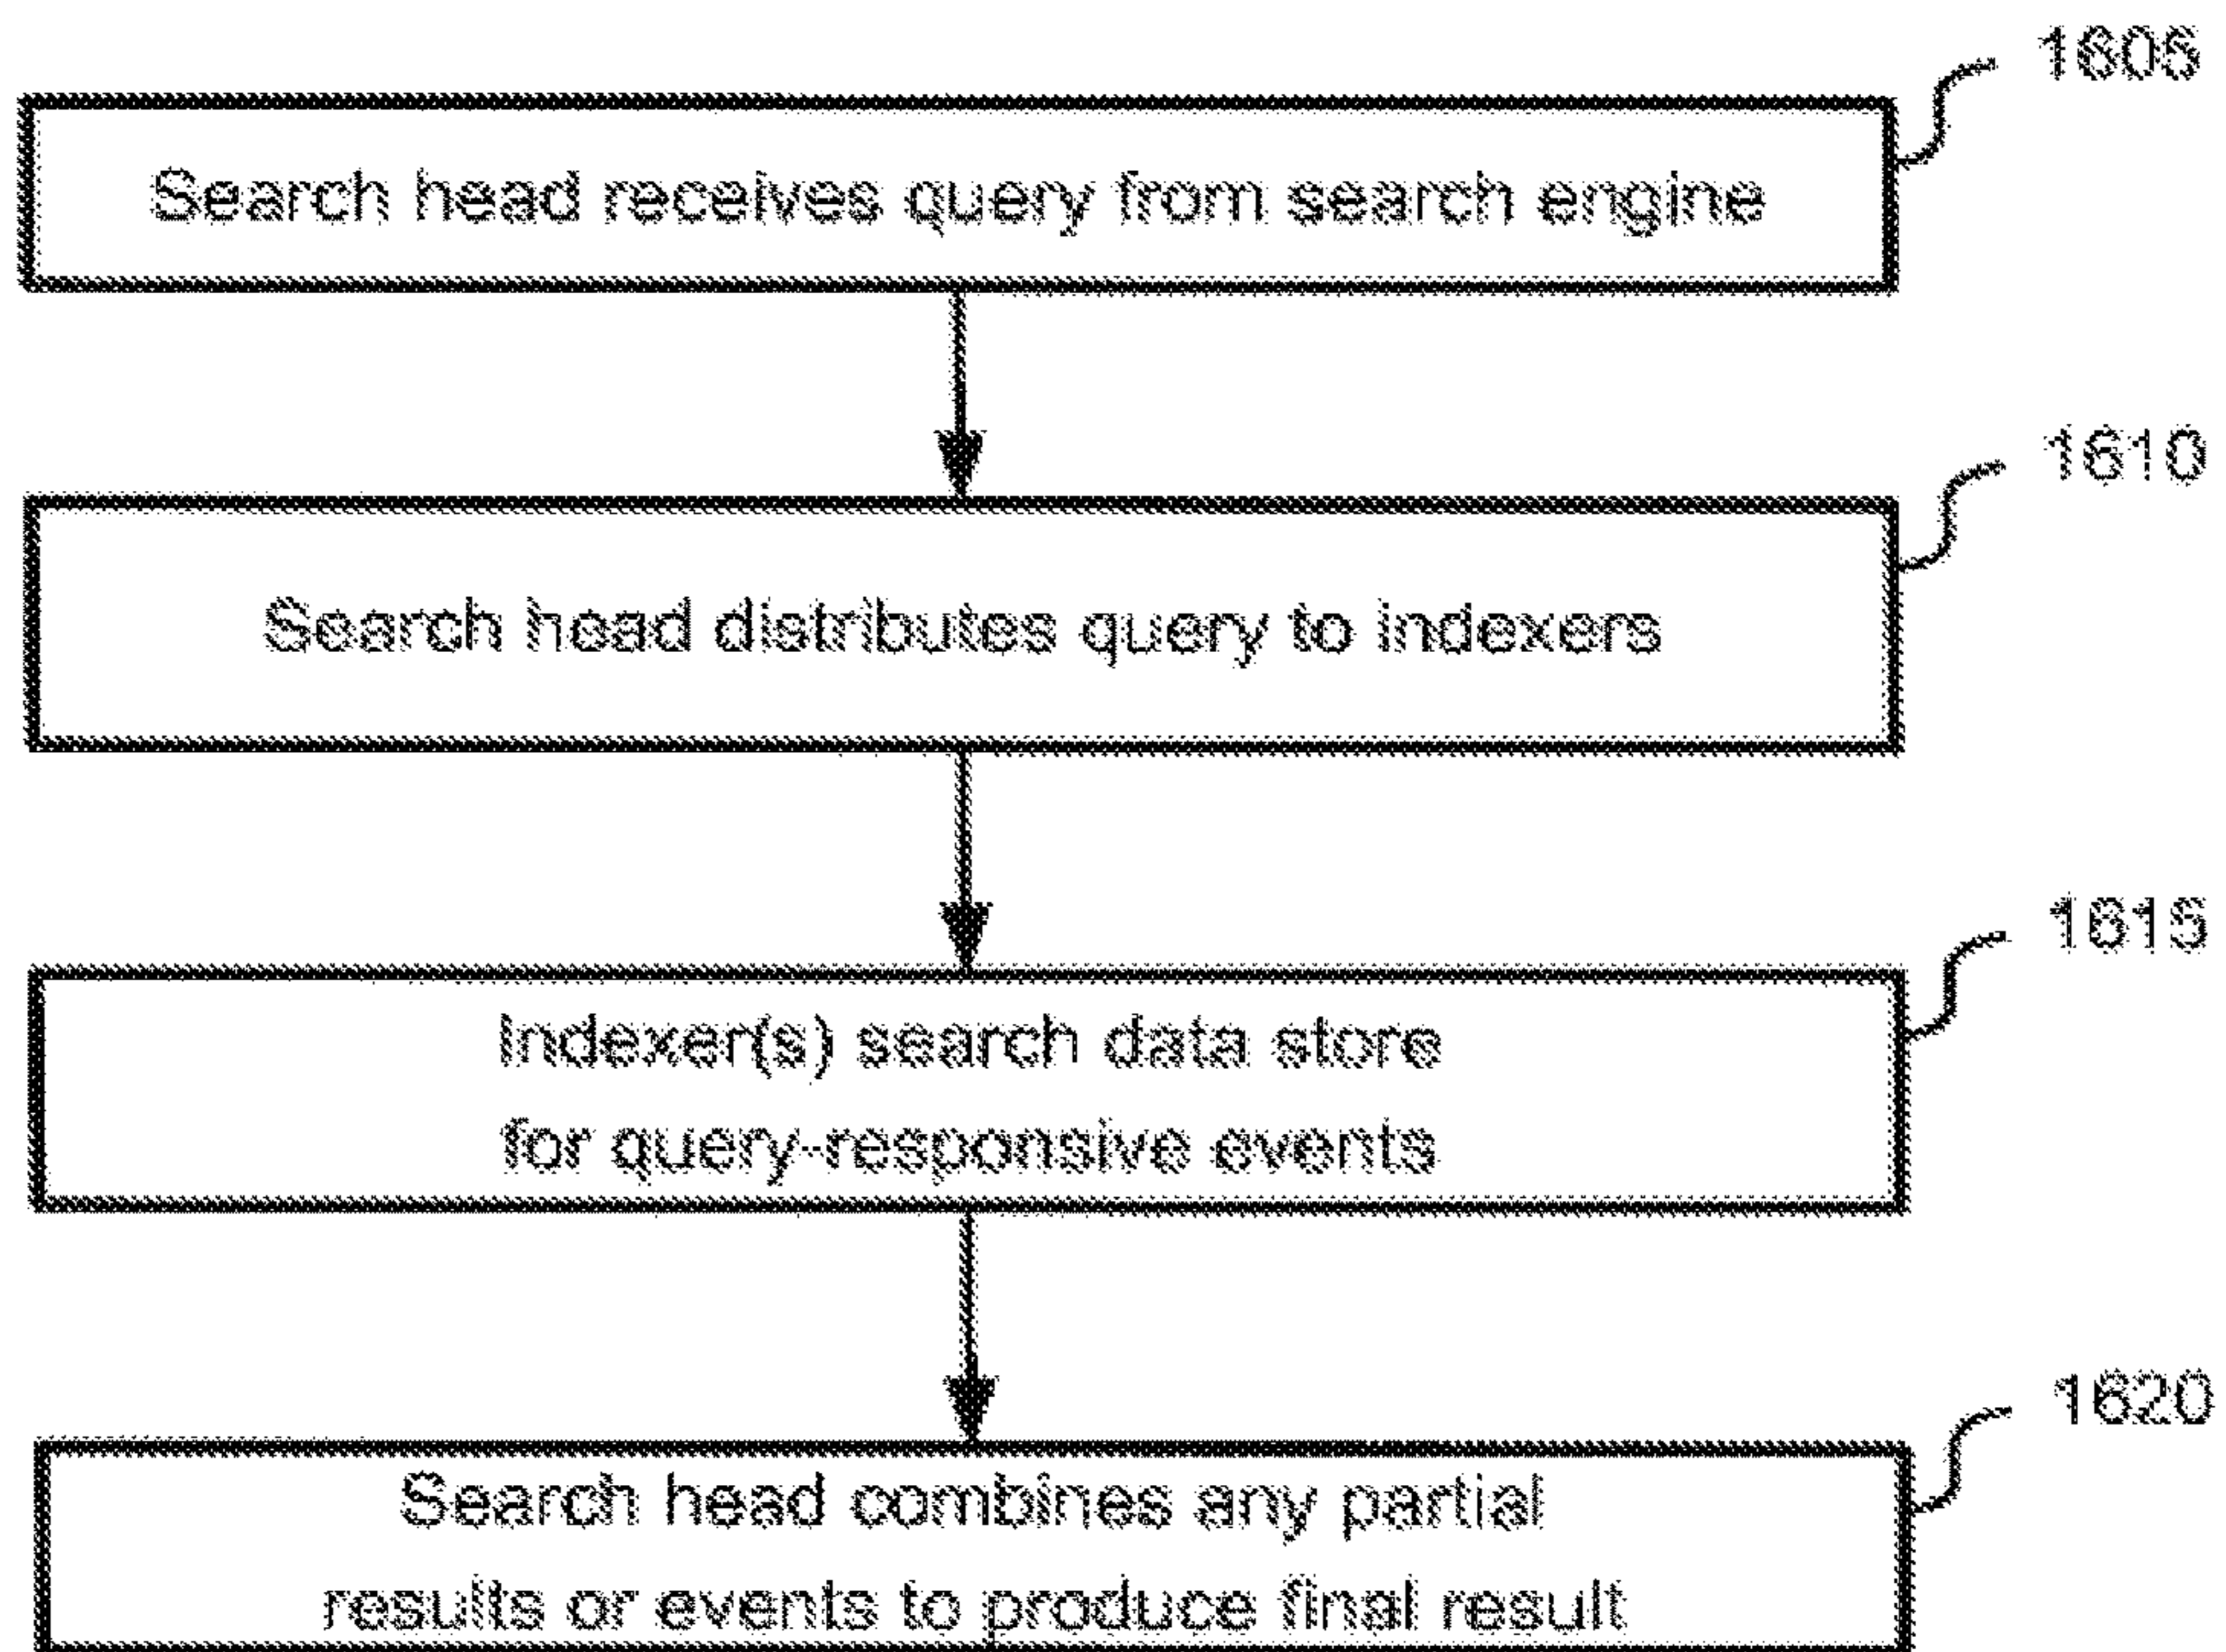 1605
Search head receives query from search engine
1610
Search head distributes query to indexers
1615
Indexer(s) search data store
for query-responsive events
1620
Search head combines any partial
results or events to produce final result